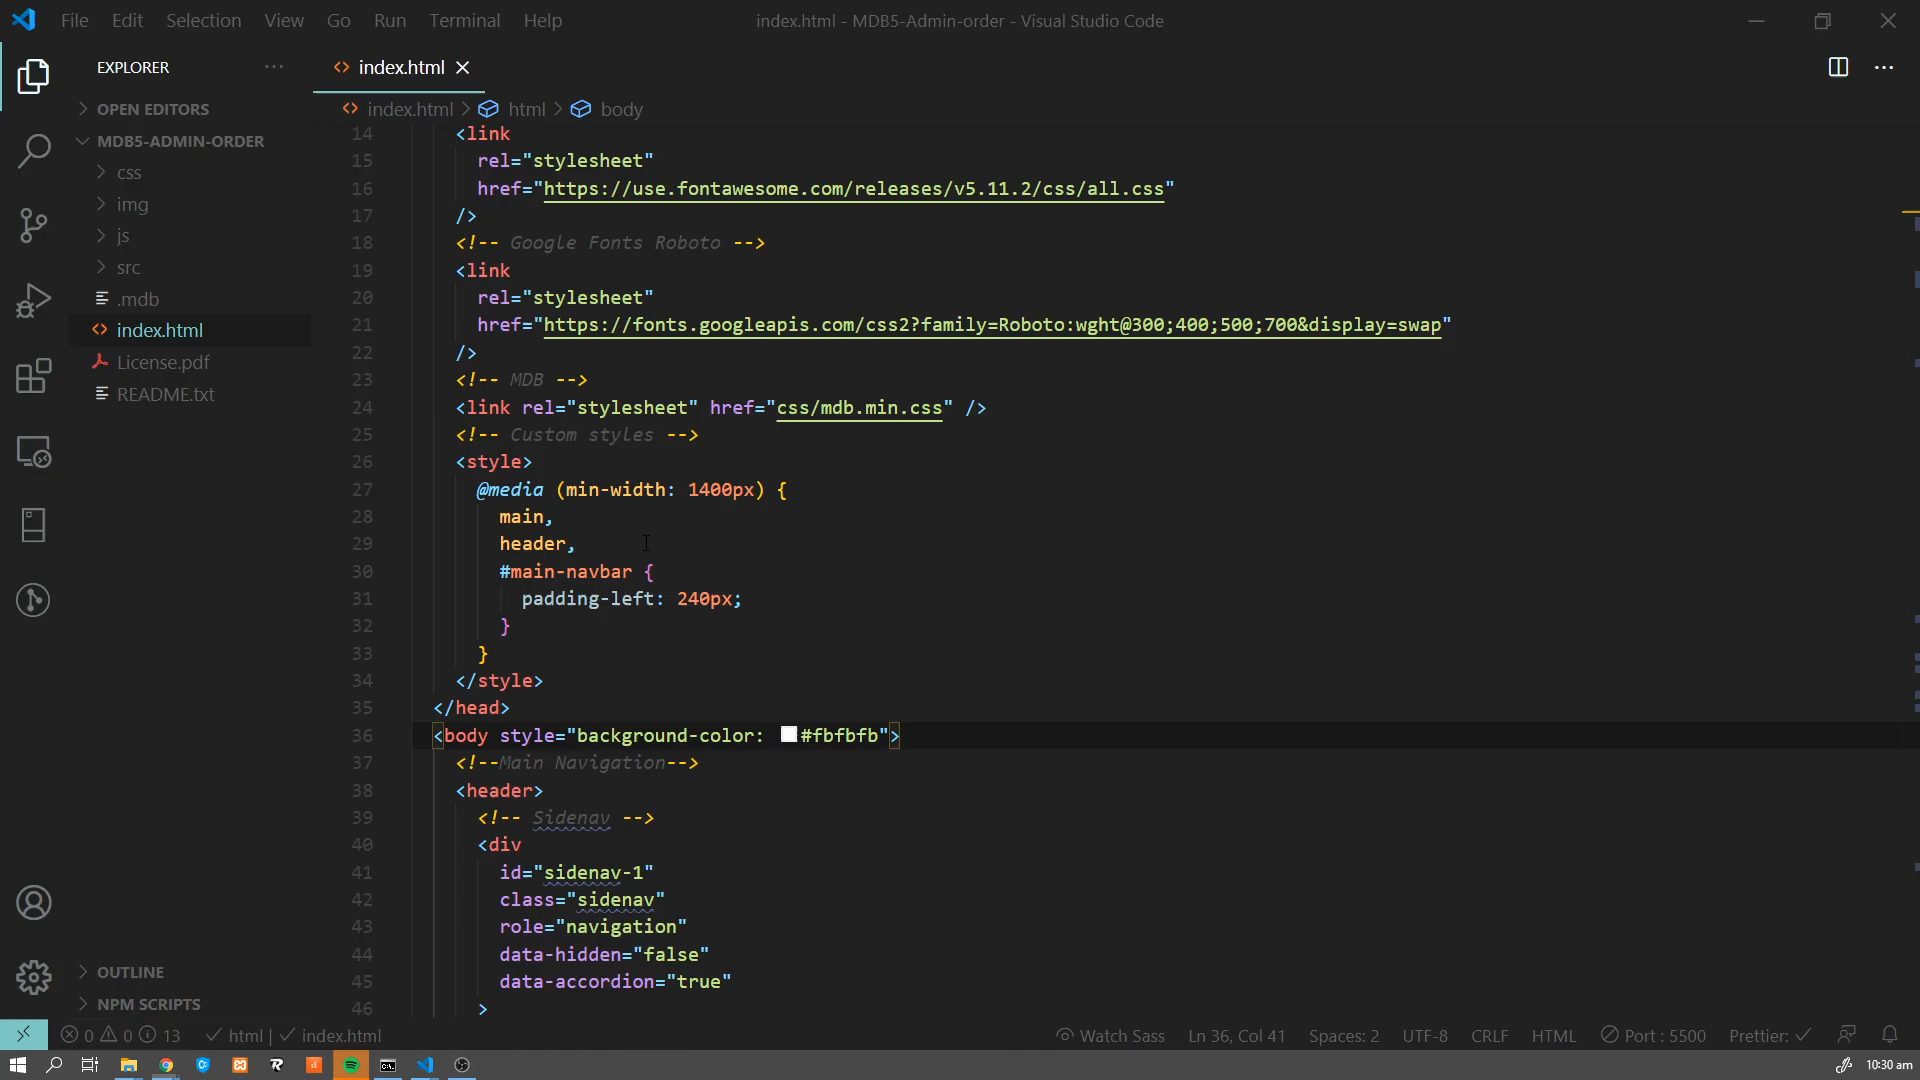 File Edit Selection View Go Run Terminal Help
index.html - MDB5-Admin-order - Visual Studio Code
EXPLORER
OPEN EDITORS
MDB5-ADMIN-ORDER
css
img
js
src
.mdb
index.html
License.pdf
README.txt
OUTLINE
NPM SCRIPTS
index.html
index.html > html > body
14 <link
15 rel="stylesheet"
16 href="https://use.fontawesome.com/releases/v5.11.2/css/all.css"
17 />
18 <!-- Google Fonts Roboto -->
19 <link
20 rel="stylesheet"
21 href="https://fonts.googleapis.com/css2?family=Roboto:wght@300;400;500;700&display=swap"
22 />
23 <!-- MDB -->
24 <link rel="stylesheet" href="css/mdb.min.css" />
25 <!-- Custom styles -->
26 <style>
27 @media (min-width: 1400px) {
28 main,
29 header,
30 #main-navbar {
31 padding-left: 240px;
32 }
33 }
34 </style>
35 </head>
36 <body style="background-color: #fbfbfb">
37 <!--Main Navigation-->
38 <header>
39 <!-- Sidenav -->
40 <div
41 id="sidenav-1"
42 class="sidenav"
43 role="navigation"
44 data-hidden="false"
45 data-accordion="true"
46 >
0 0 13 html | index.html
Watch Sass Ln 36, Col 41 Spaces: 2 UTF-8 CRLF HTML Port : 5500 Prettier:
10:30 am